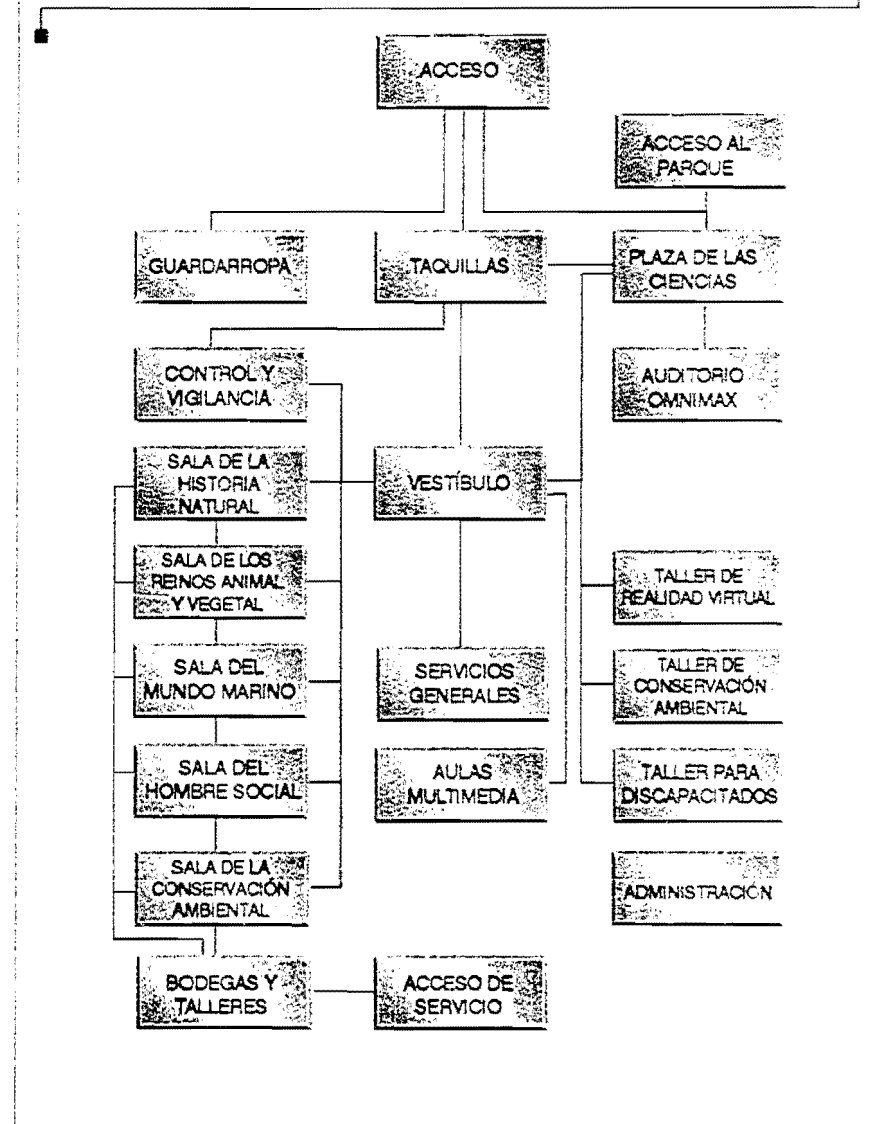 ACCESO
ACCESO AL
PARQUE
GUARDARROPA
TAQUILLAS
PLAZA DE LAS
CIENCIAS
CONTROL Y
VIGILANCIA
AUDITORIO
OMNIMAX
SALA DE LA
HISTORIA
NATURAL
VESTÍBULO
SALA DE LOS
REINOS ANIMAL
Y VEGETAL
TALLER DE
REALIDAD VIRTUAL
SALA DEL
MUNDO MARINO
SERVICIOS
GENERALES
TALLER DE
CONSERVACIÓN
AMBIENTAL
SALA DEL
HOMBRE SOCIAL
AULAS
MULTIMEDIA
TALLER PARA
DISCAPACITADOS
SALA DE LA
CONSERVACIÓN
AMBIENTAL
ADMINISTRACIÓN
BODEGAS Y
TALLERES
ACCESO DE
SERVICIO